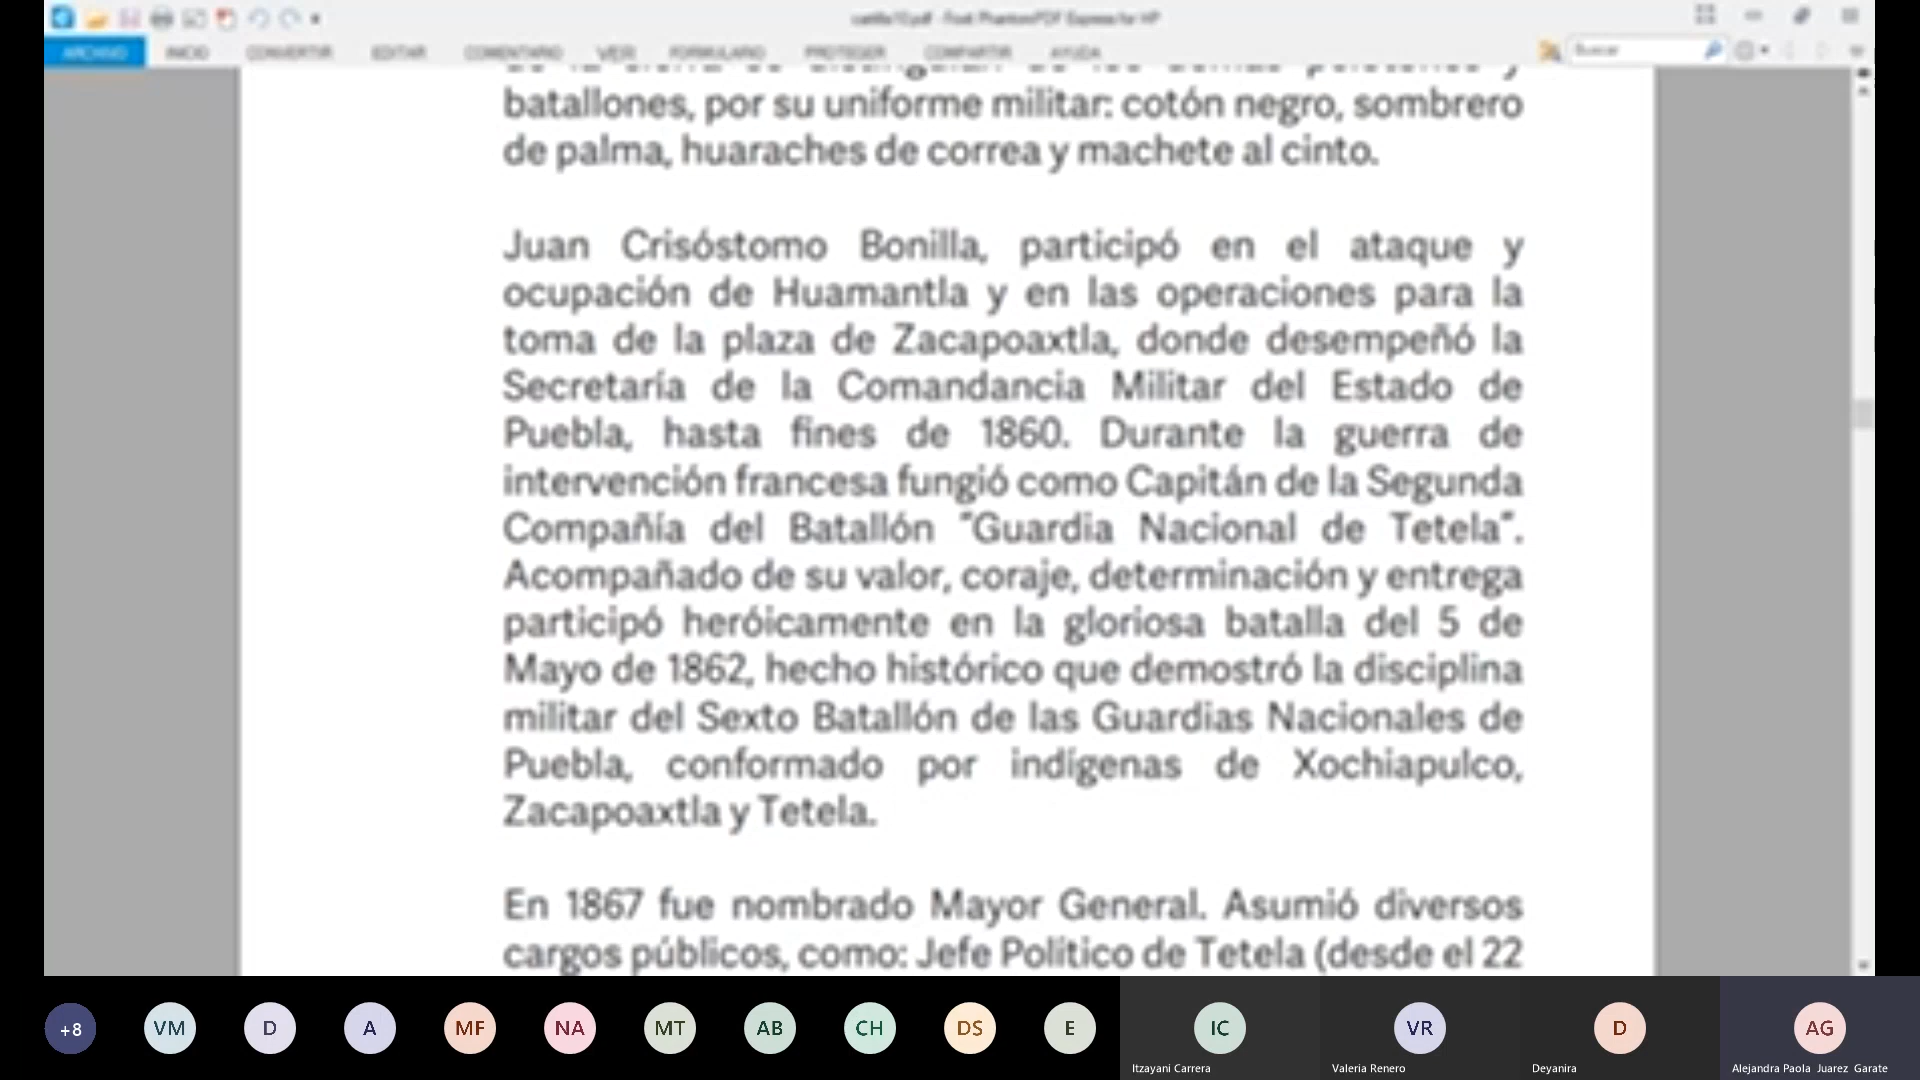 cartilla10.pdf - Foxit PhantomPDF Express for HP
ARCHIVO INICIO CONVERTIR EDITAR COMENTARIO VER FORMULARIO PROTEGER COMPARTIR AYUDA
Buscar
batallones, por su uniforme militar: cotón negro, sombrero
de palma, huaraches de correa y machete al cinto.
Juan Crisóstomo Bonilla, participó en el ataque y
ocupación de Huamantla y en las operaciones para la
toma de la plaza de Zacapoaxtla, donde desempeñó la
Secretaría de la Comandancia Militar del Estado de
Puebla, hasta fines de 1860. Durante la guerra de
intervención francesa fungió como Capitán de la Segunda
Compañía del Batallón "Guardia Nacional de Tetela".
Acompañado de su valor, coraje, determinación y entrega
participó heróicamente en la gloriosa batalla del 5 de
Mayo de 1862, hecho histórico que demostró la disciplina
militar del Sexto Batallón de las Guardias Nacionales de
Puebla, conformado por indígenas de Xochiapulco,
Zacapoaxtla y Tetela.
En 1867 fue nombrado Mayor General. Asumió diversos
cargos públicos, como: Jefe Político de Tetela (desde el 22
+8 VM D A MF NA MT AB CH DS E IC VR D AG
Itzayani Carrera Valeria Renero Deyanira Alejandra Paola Juarez Garate